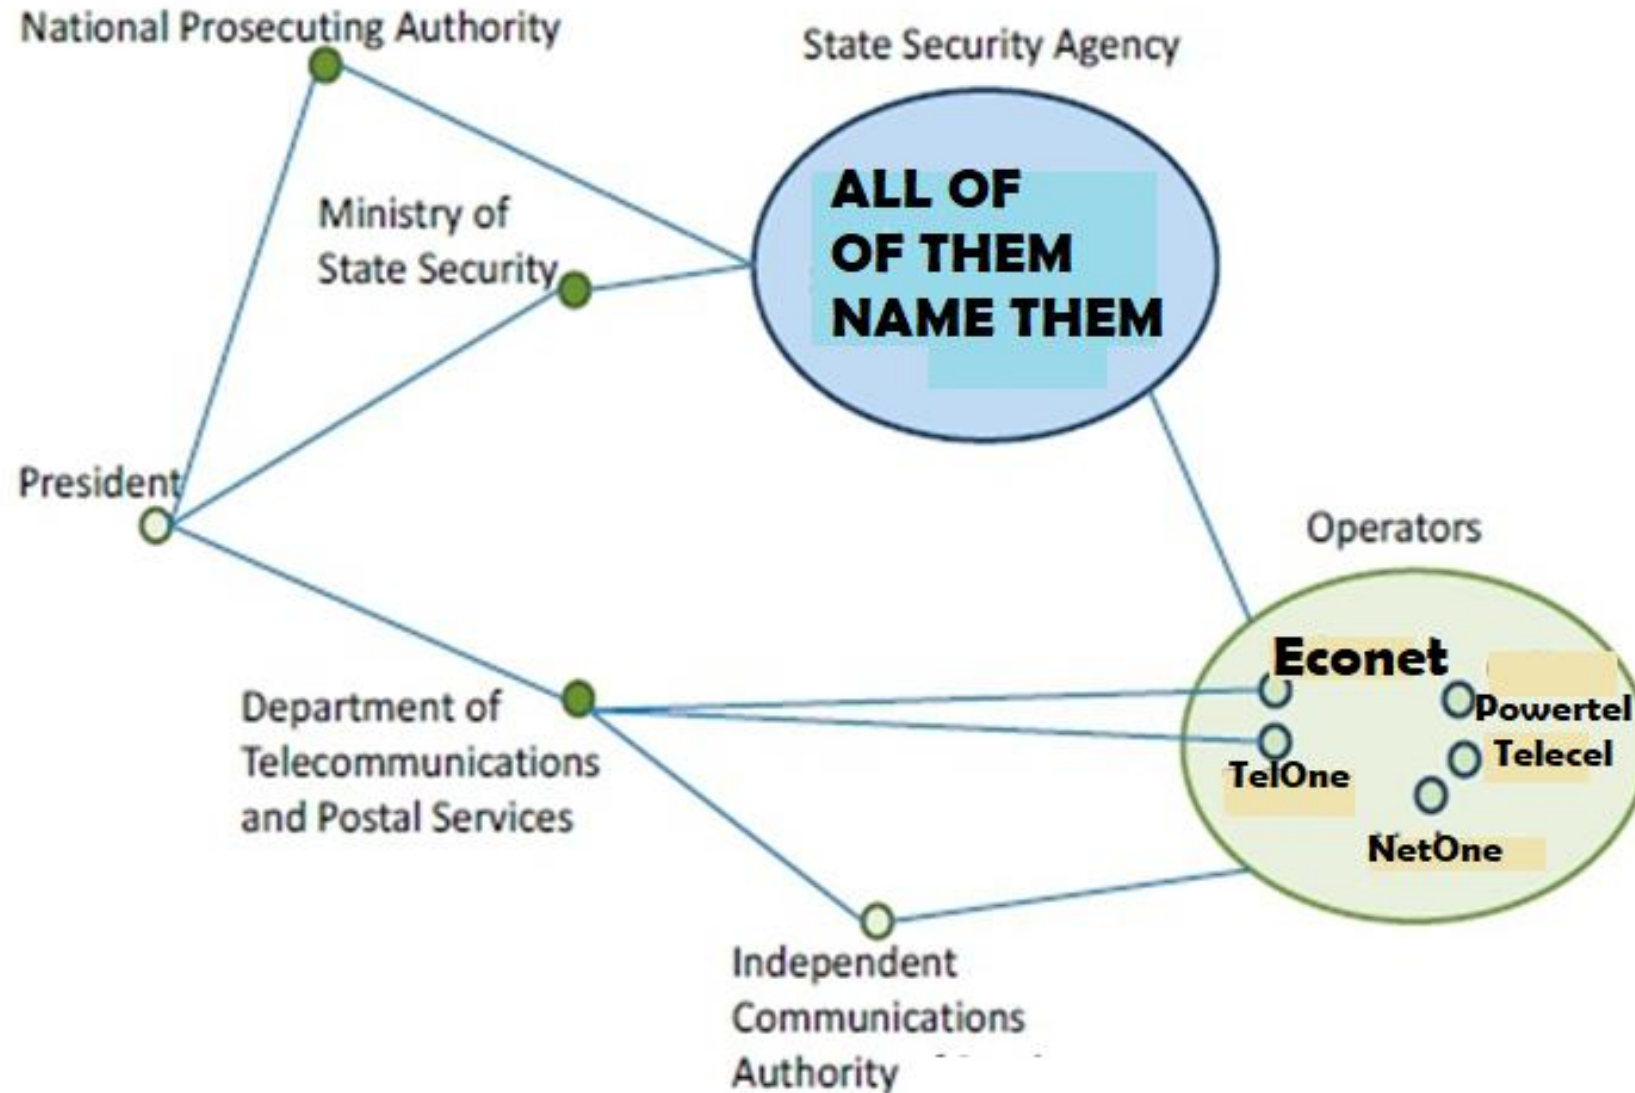 National Prosecuting Authority
State Security Agency
ALL OF
OF THEM
NAME THEM
Ministry of
State Security
President
Operators
Econet
Powertel
Telecel
TelOne
NetOne
Department of
Telecommunications
and Postal Services
Independent
Communications
Authority